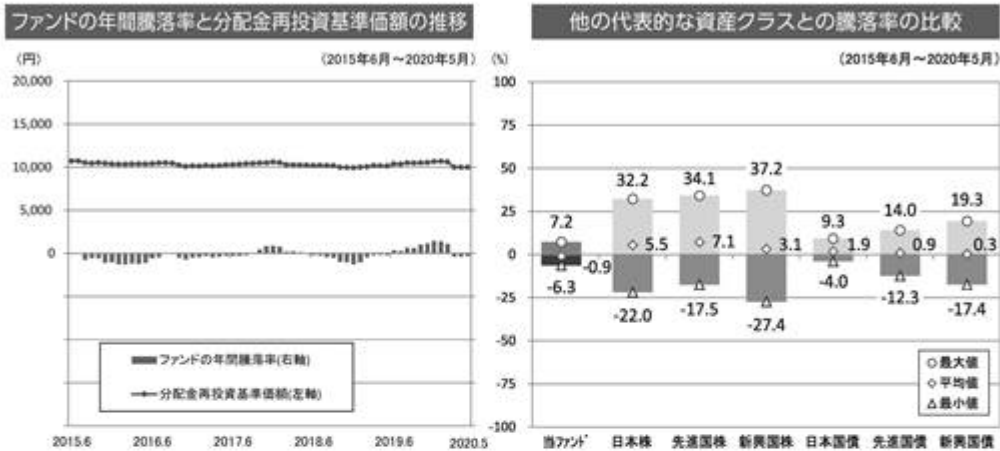 ファンドの年間騰落率と分配金再投資基準価額の推移
(円)
(2015年6月～2020年5月)
20,000
15,000
10,000
5,000
0
ファンドの年間騰落率(右軸)
分配金再投資基準価額(左軸)
2015.6 2016.6 2017.6 2018.6 2019.6 2020.5
他の代表的な資産クラスとの騰落率の比較
(%)
(2015年6月～2020年5月)
100
75
50
25
0
-25
-50
-75
-100
7.2 32.2 34.1 37.2 9.3 14.0 19.3
-0.9 5.5 7.1 3.1 1.9 0.9 0.3
-6.3 -22.0 -17.5 -27.4 -4.0 -12.3 -17.4
最大値
平均値
最小値
当ファンド 日本株 先進国株 新興国株 日本国債 先進国債 新興国債